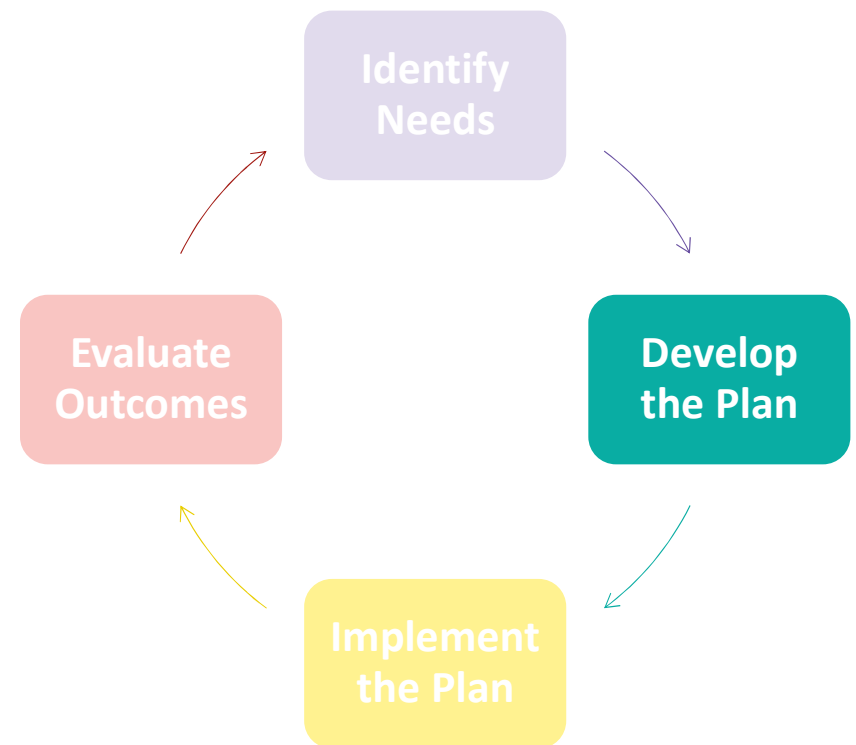 Identify
Needs
Develop
the Plan
Implement
the Plan
Evaluate
Outcomes